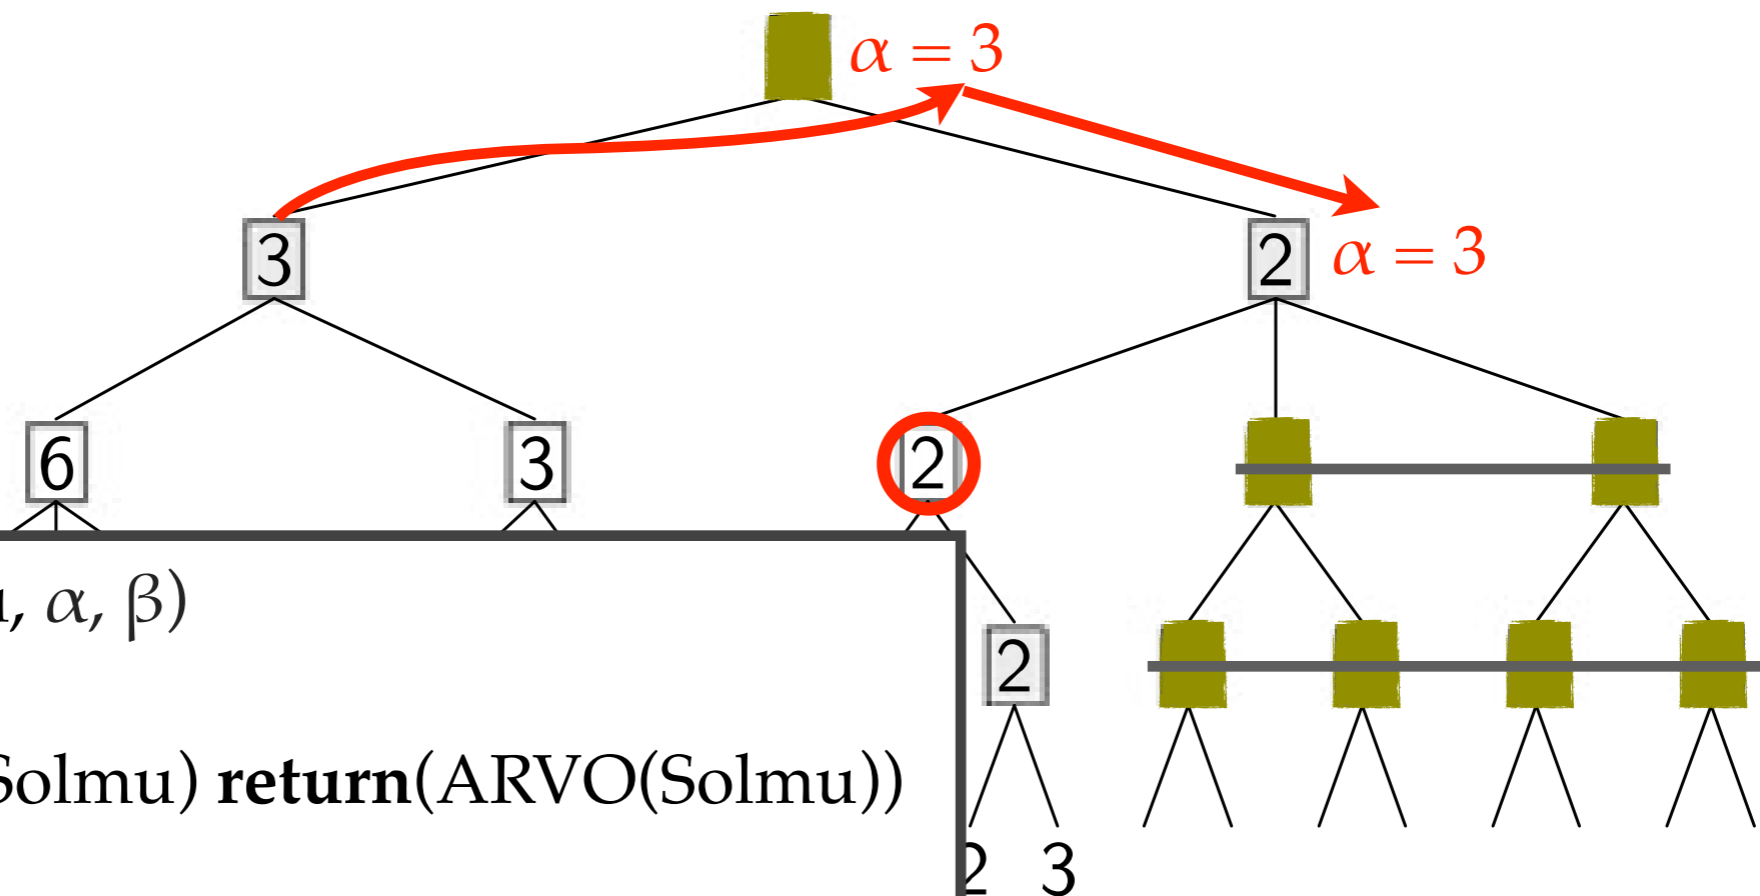 α = 3
3
2
α = 3
6
3
2
, α, β)
2
Solmu) return(ARVO(Solmu))
2 3